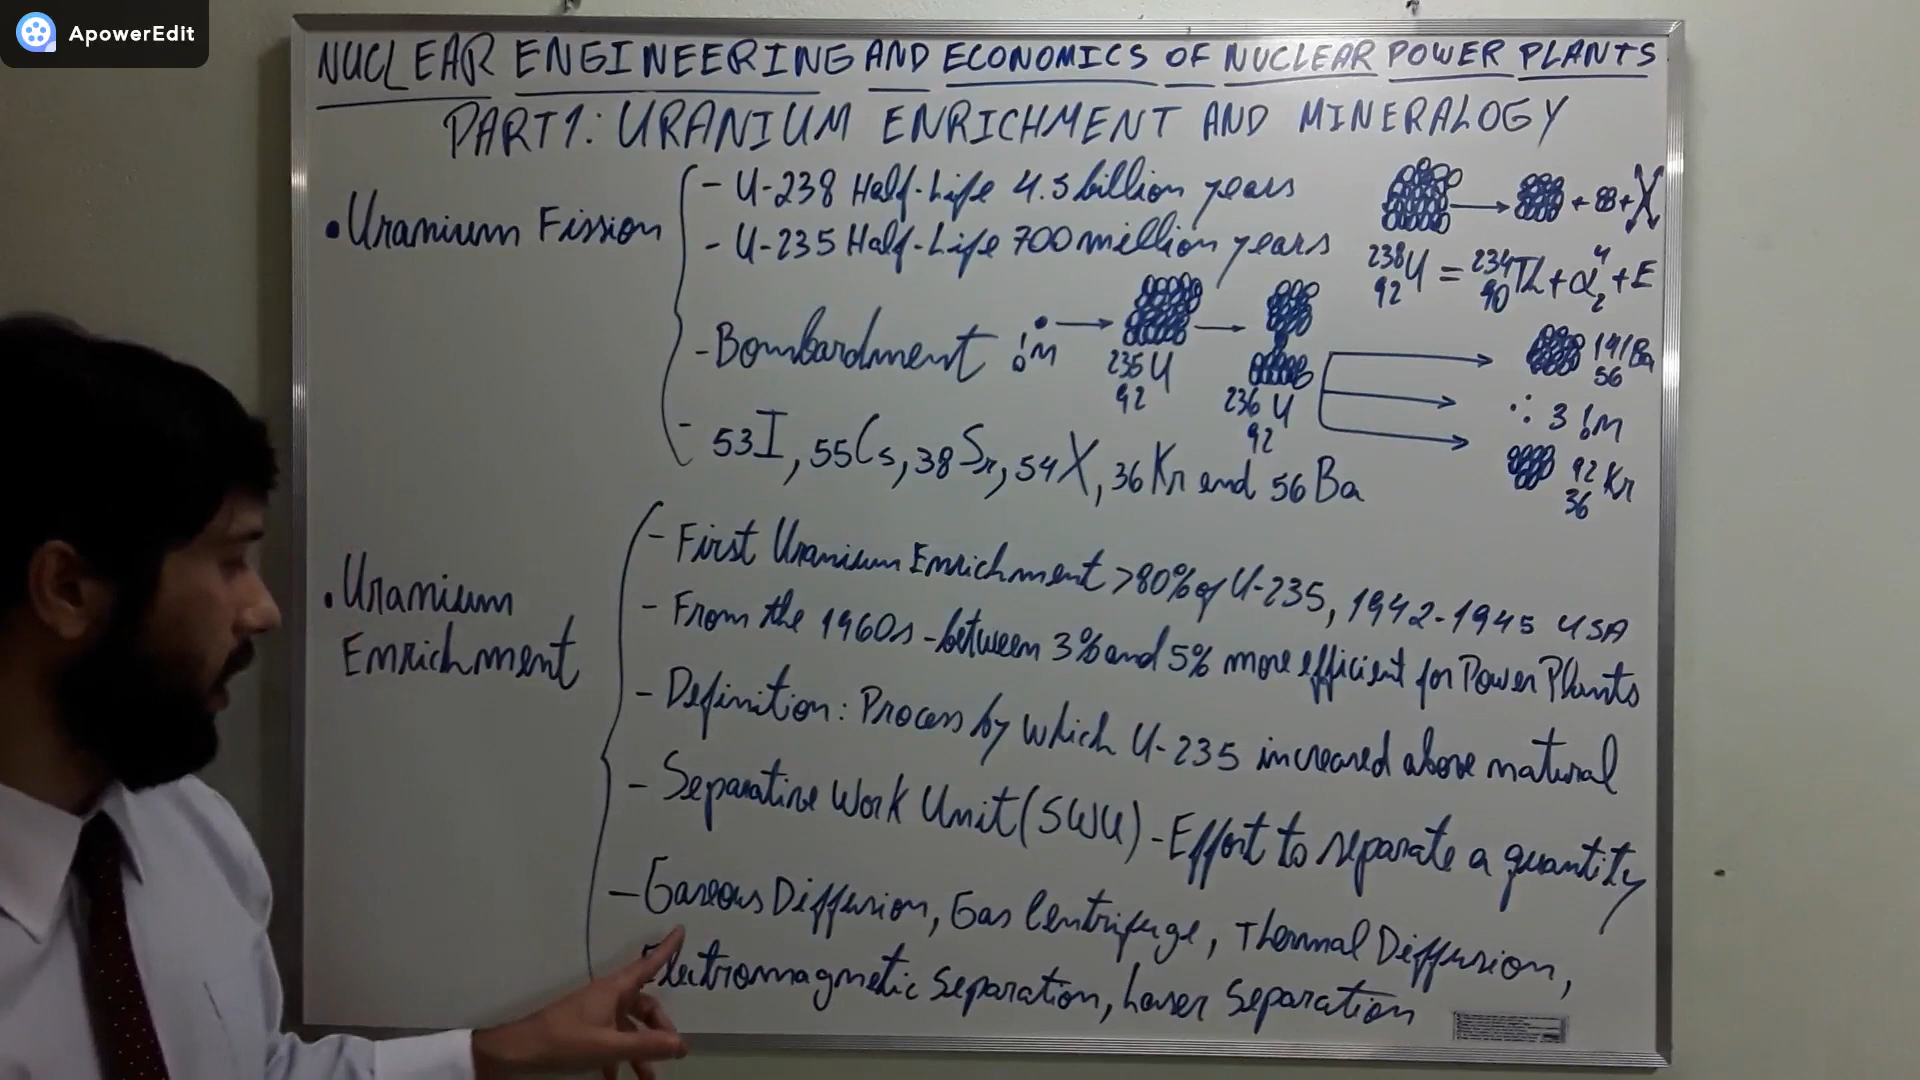 ApowerEdit
NUCLEAR ENGINEERING AND ECONOMICS OF NUCLEAR POWER PLANTS
PART 1: URANIUM ENRICHMENT AND MINERALOGY
• Uranium Fission
- U-238 Half-Life 4.5 billion years
- U-235 Half-Life 700 million years
+ 8 + X
238 92 U = 234 90 Th + α 4 2 + E
- Bombardment 1 0 n
235 92 U
236 92 U
141 56 Ba
3 1 0 n
92 36 Kr
- 53 I, 55 Cs, 38 Sr, 54 X, 36 Kr and 56 Ba
• Uranium Enrichment
- First Uranium Enrichment >80% of U-235, 1942-1945 USA
- From the 1960s - between 3% and 5% more efficient for Power Plants
- Definition: Process by which U-235 increased above natural
- Separative Work Unit (SWU) - Effort to separate a quantity
- Gaseous Diffusion, Gas Centrifuge, Thermal Diffusion,
Electromagnetic Separation, Laser Separation